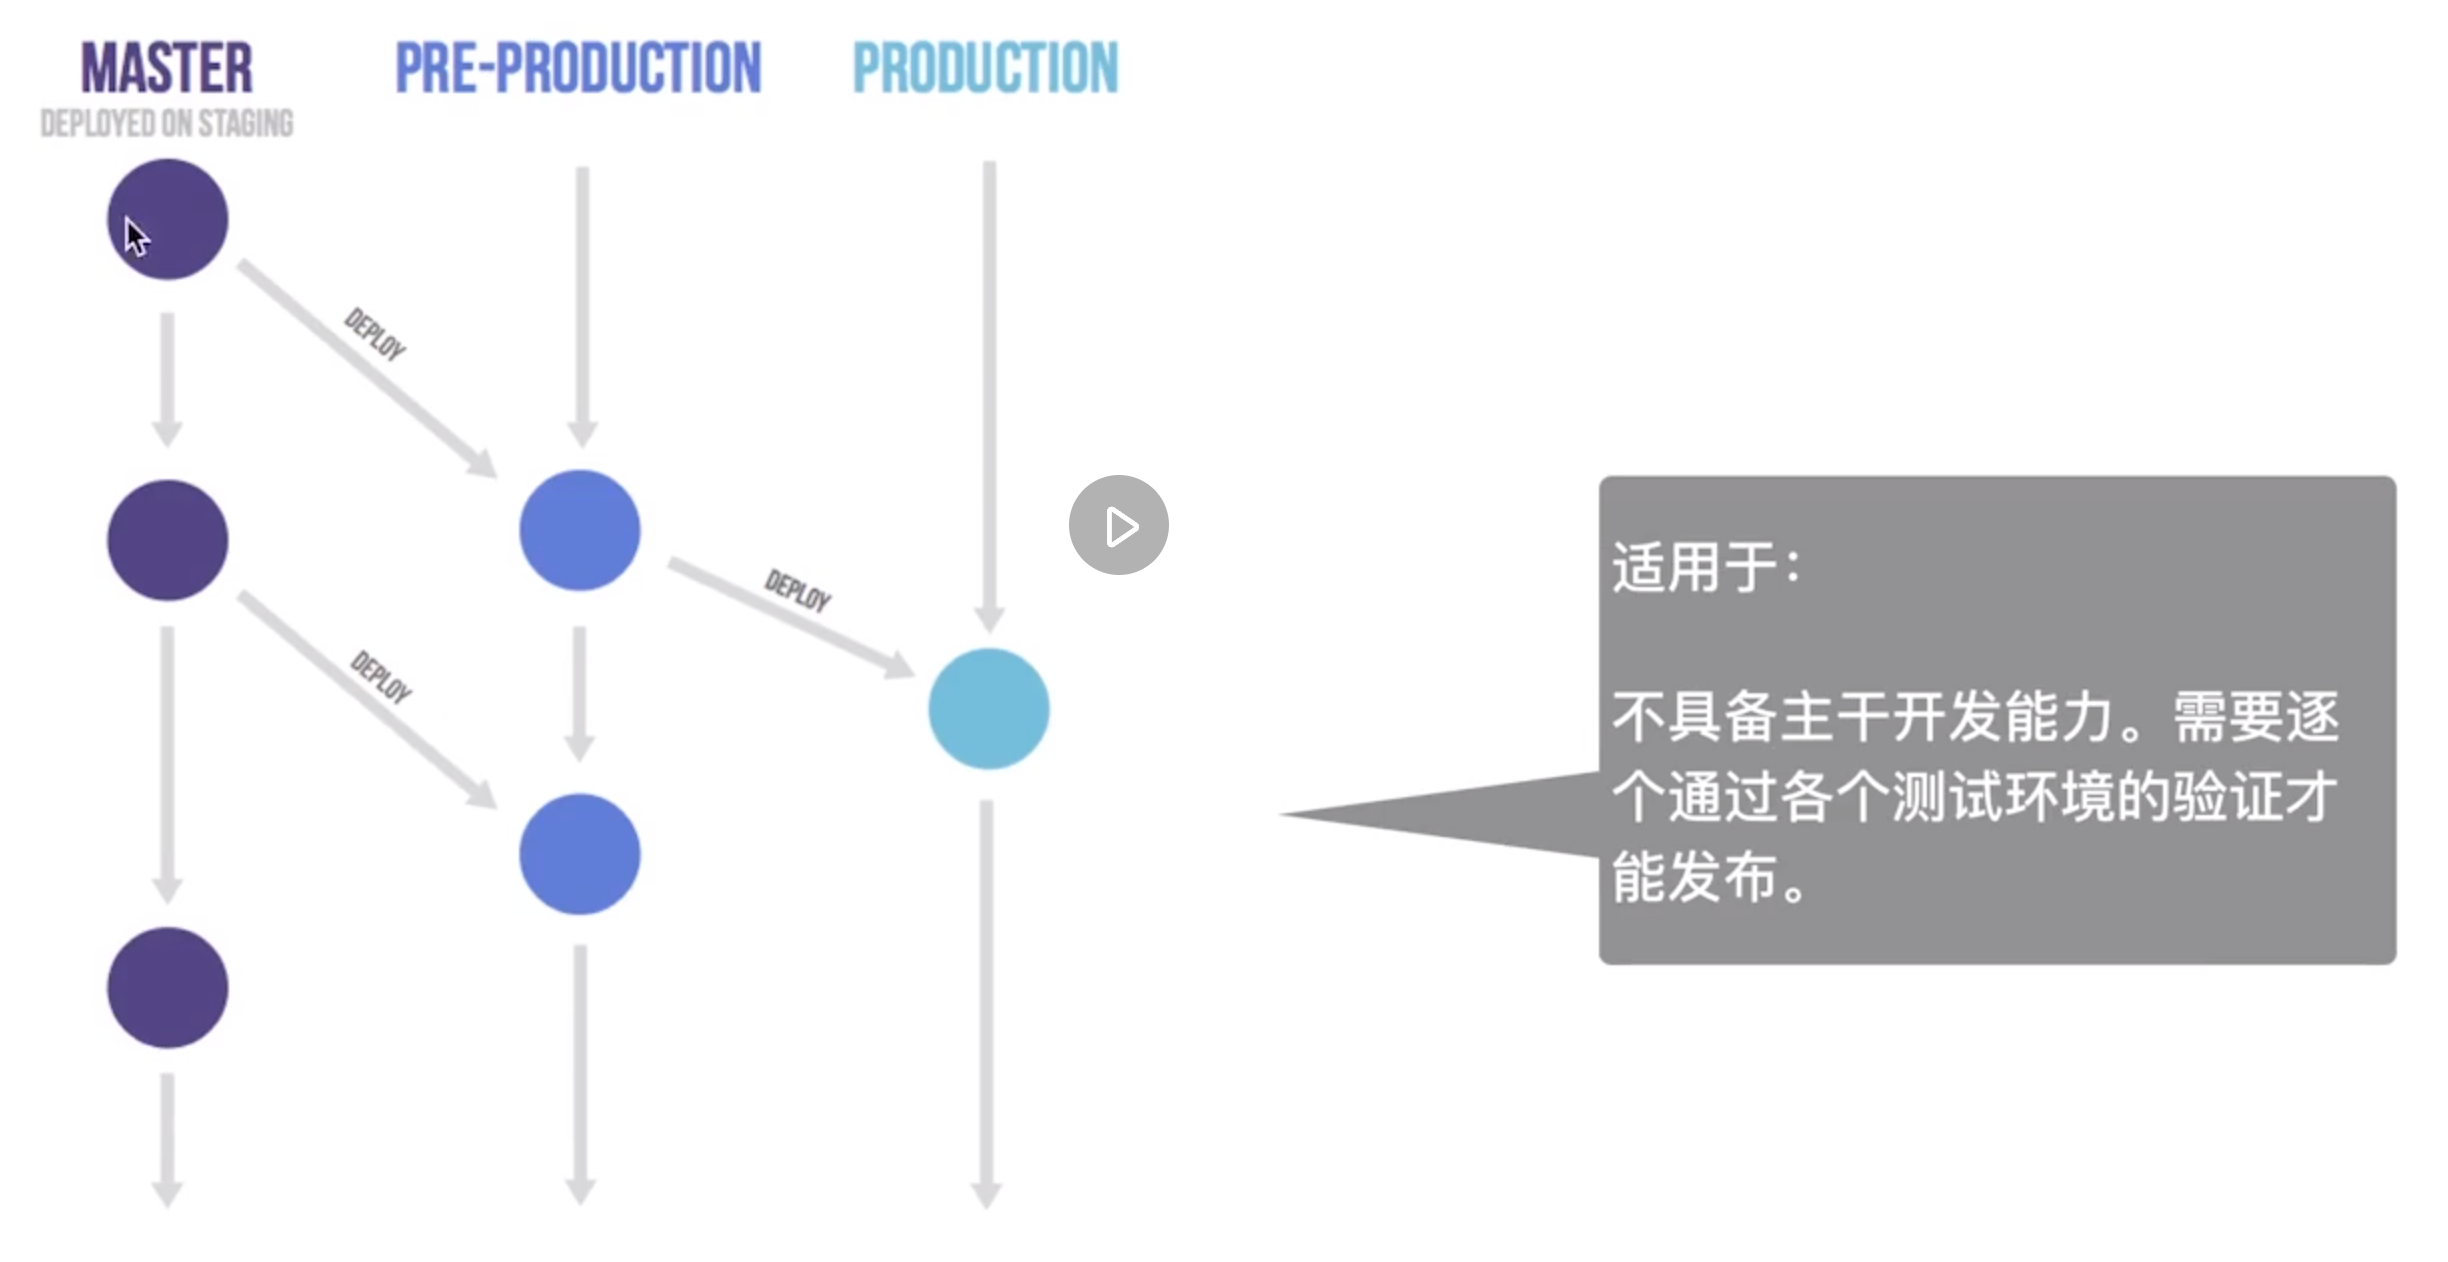 MASTER
DEPLOYED ON STAGING
PRE-PRODUCTION
PRODUCTION
DEPLOY
DEPLOY
DEPLOY
适用于：
不具备主干开发能力。需要逐
个通过各个测试环境的验证才
能发布。